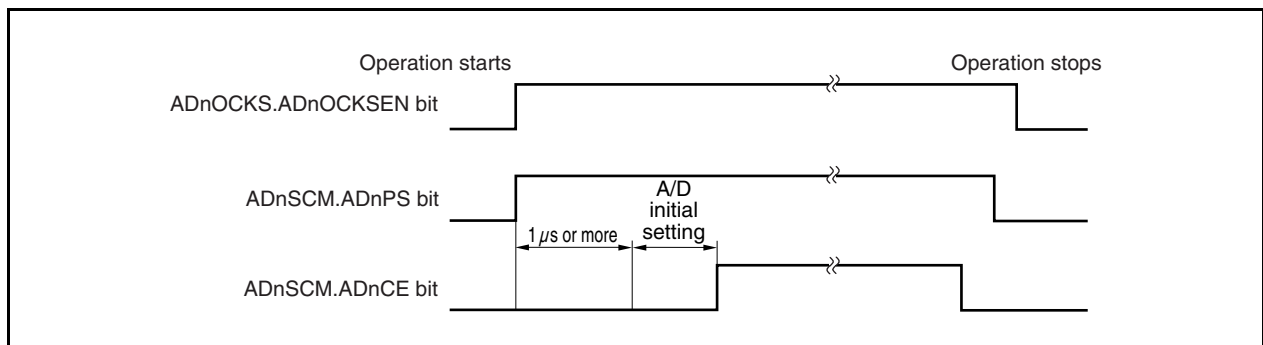 Operation starts
Operation stops
ADnOCKS.ADnOCKSEN bit
ADnSCM.ADnPS bit
A/D
initial
setting
1 μs or more
ADnSCM.ADnCE bit